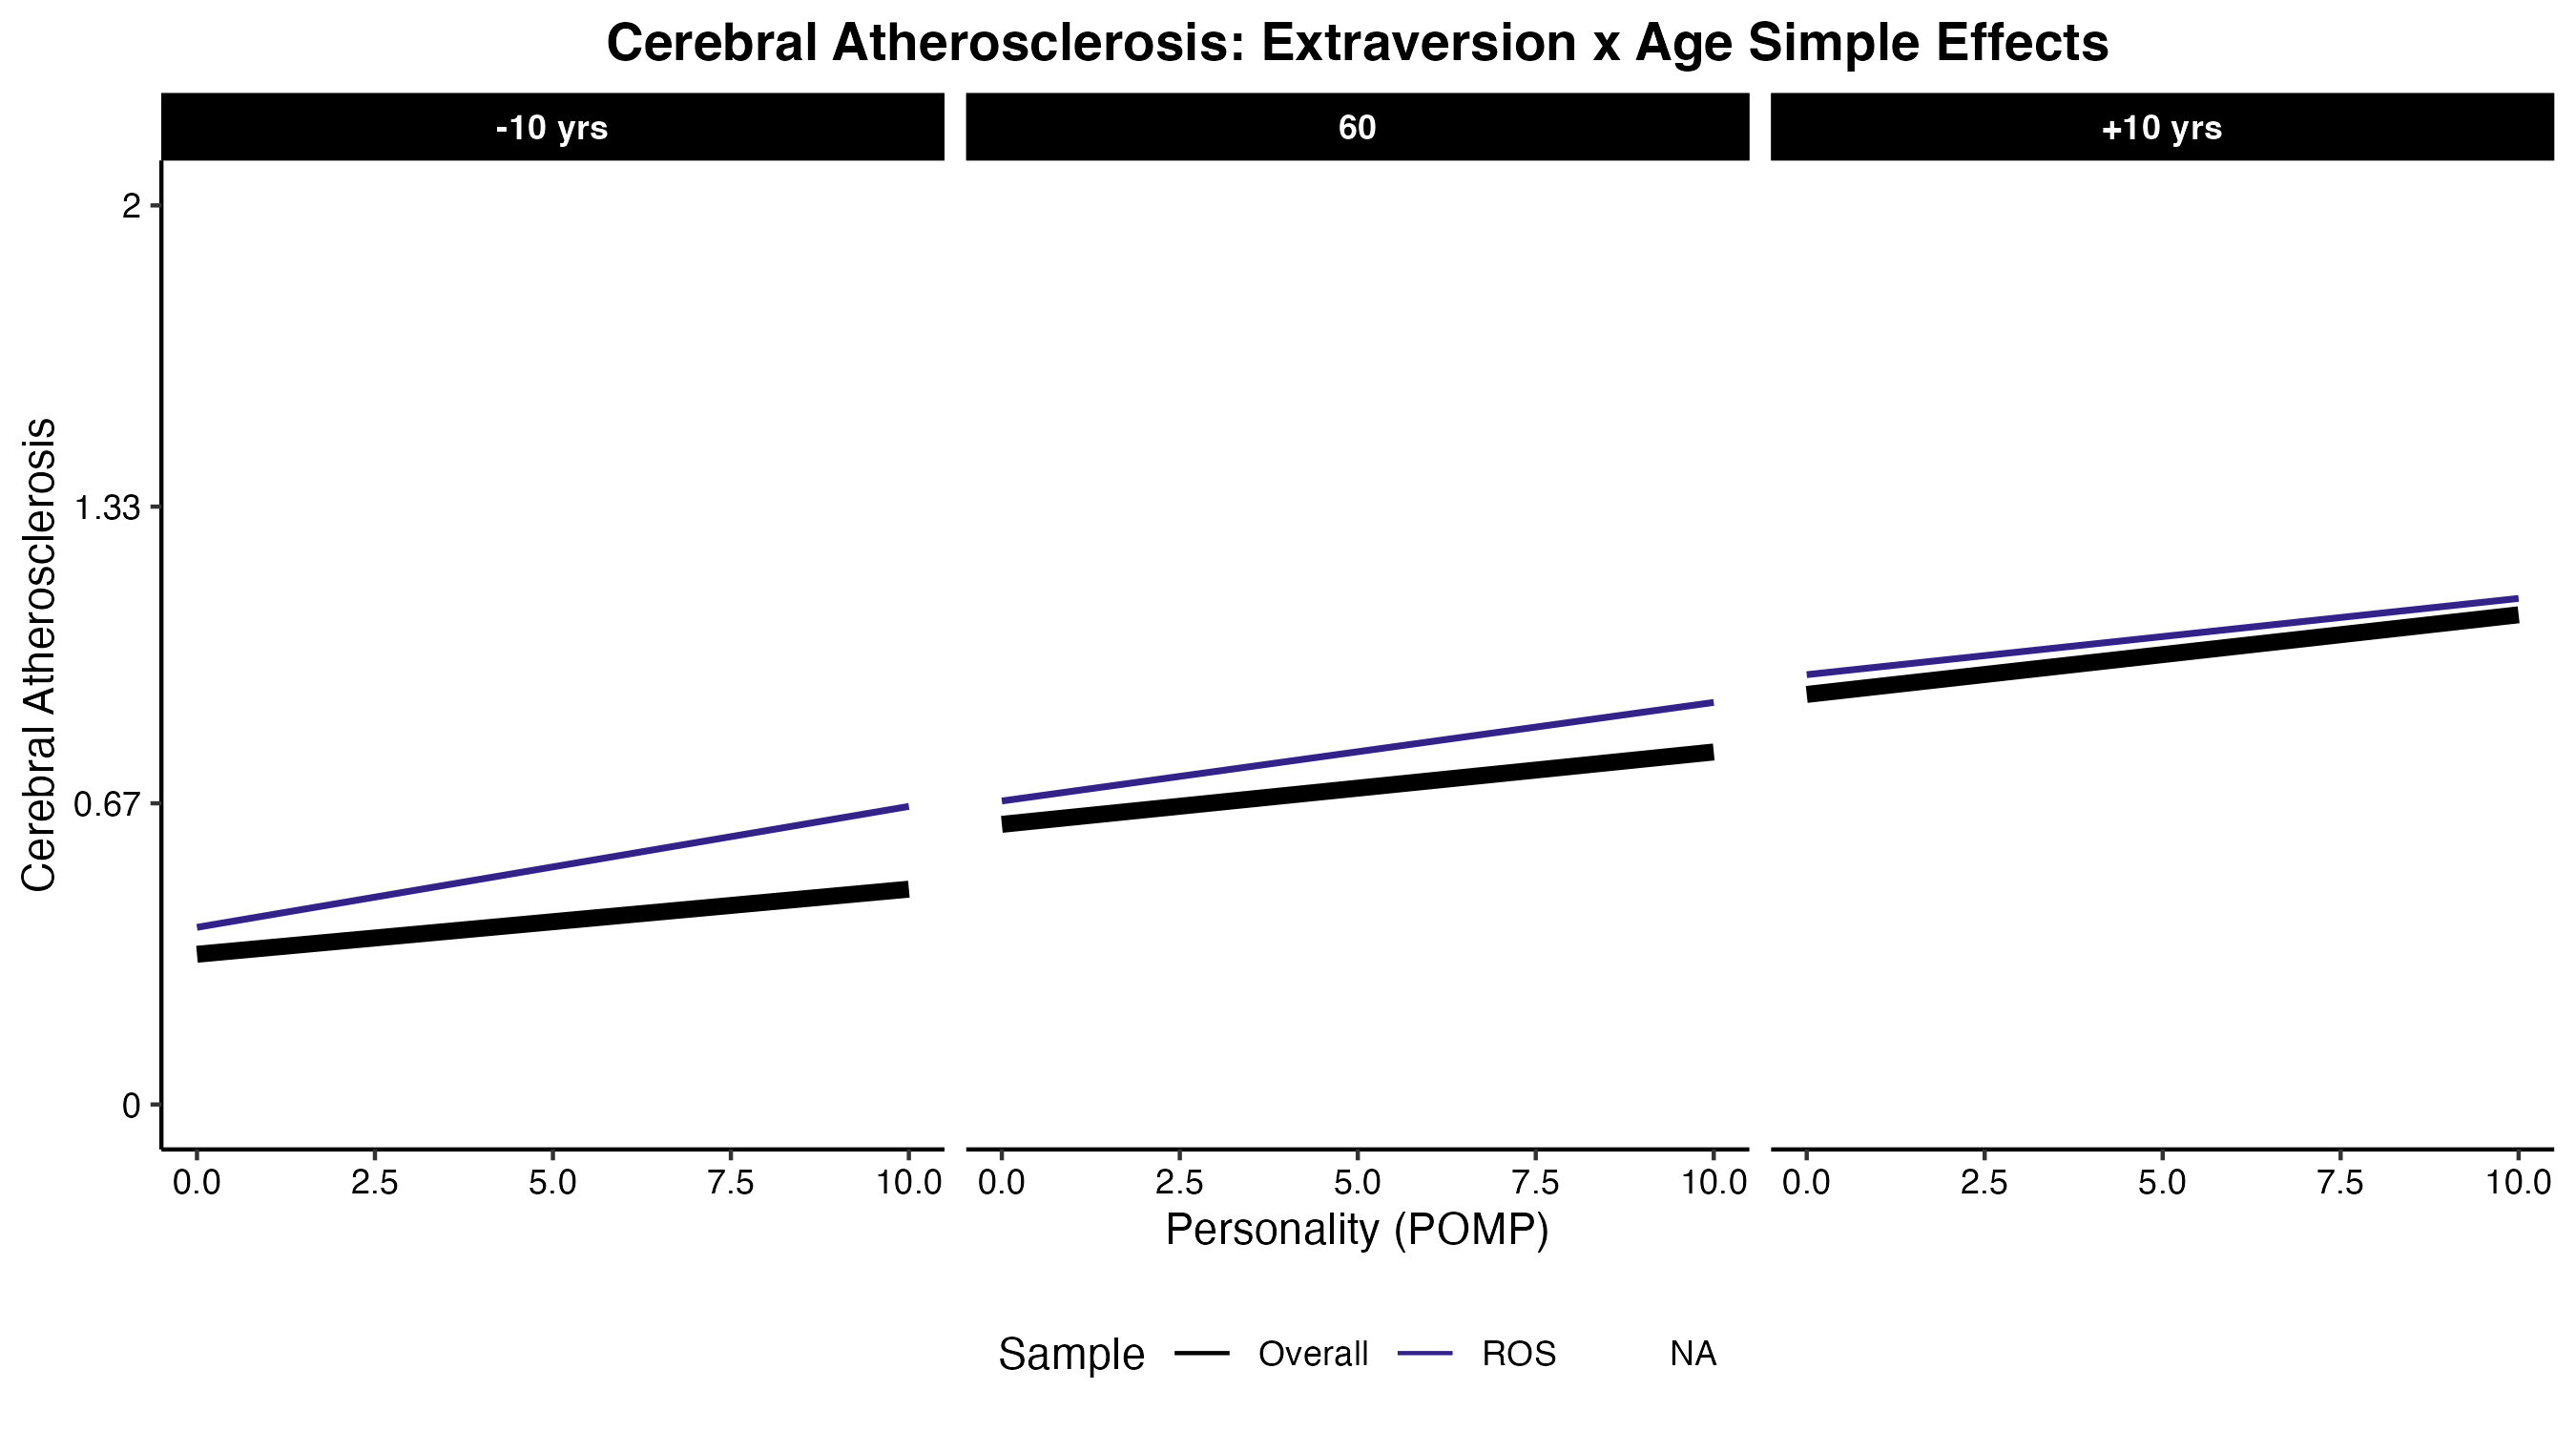 Cerebral Atherosclerosis: Extraversion x Age Simple Effects
-10 yrs 60 +10 yrs
Cerebral Atherosclerosis
2
1.33
0.67
0
0.0 2.5 5.0 7.5 10.0 0.0 2.5 5.0 7.5 10.0 0.0 2.5 5.0 7.5 10.0
Personality (POMP)
Sample Overall ROS NA